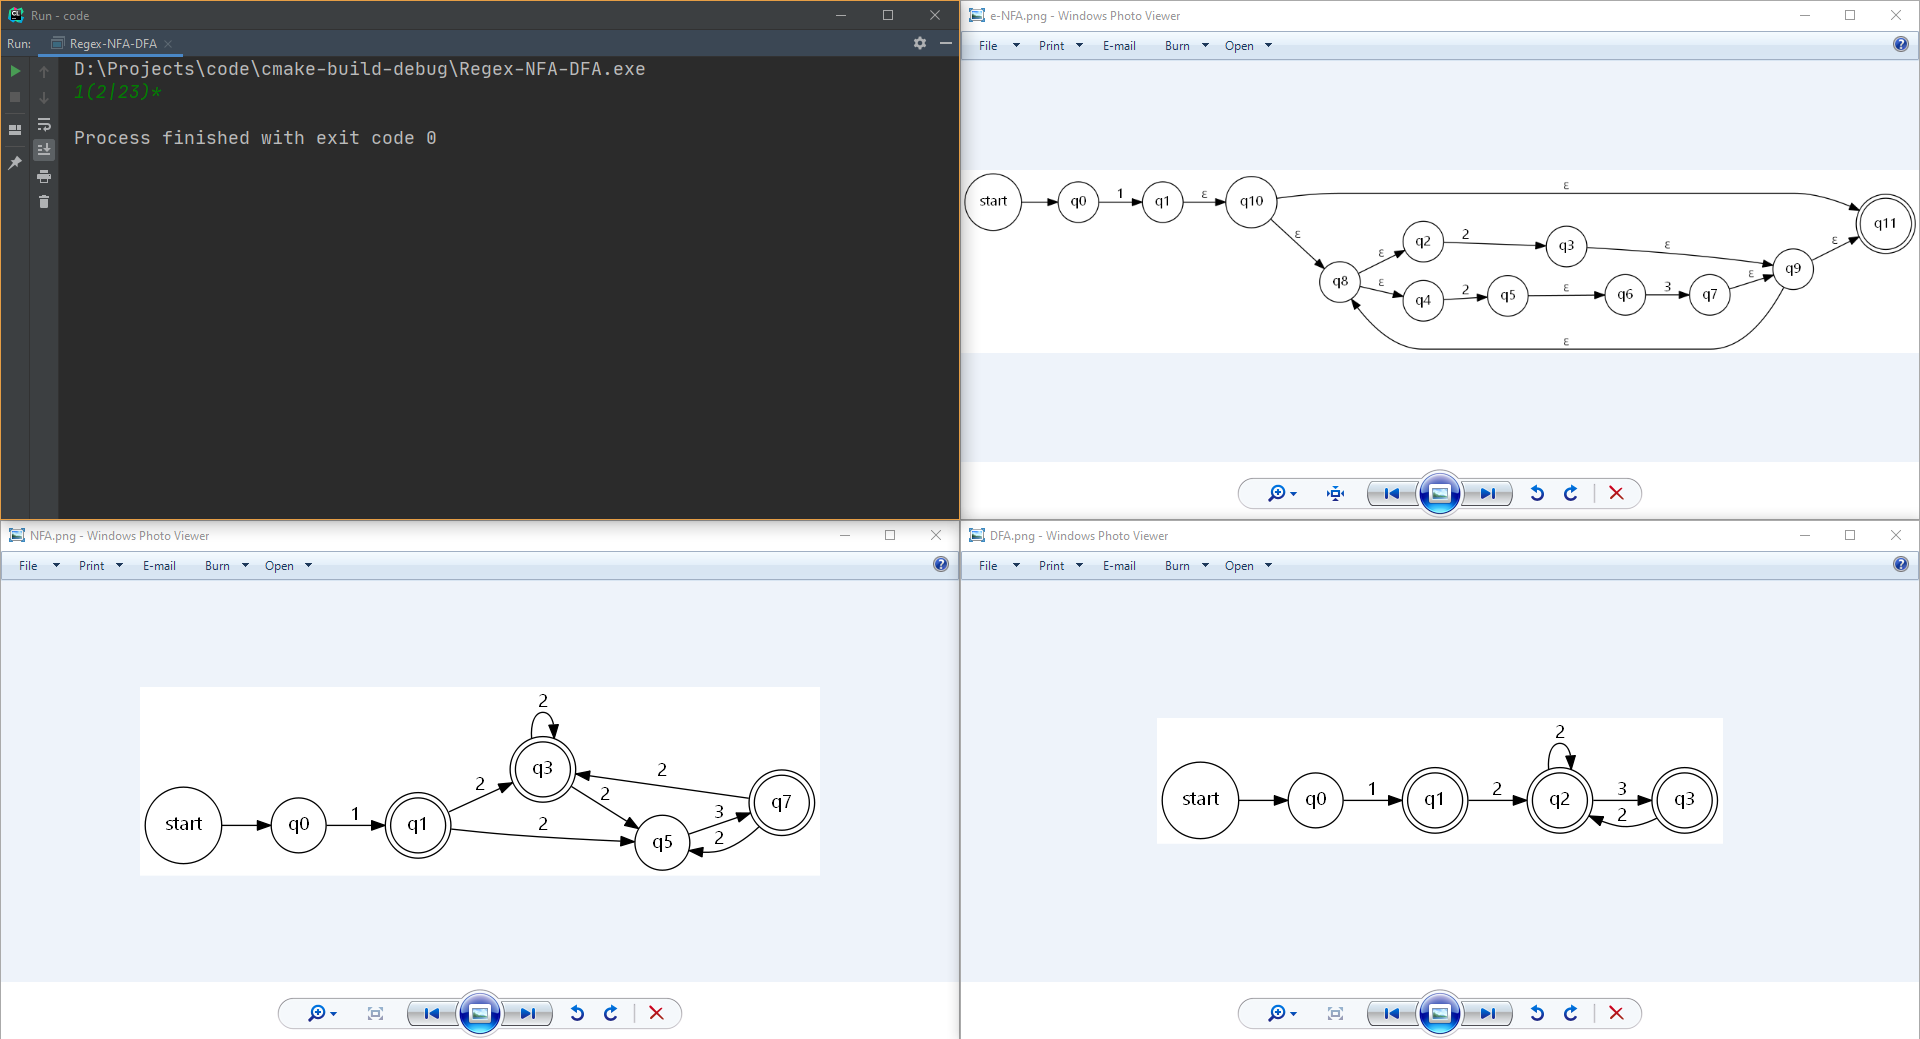 Run - code
Run:
Regex-NFA-DFA
D:\Projects\code\cmake-build-debug\Regex-NFA-DFA.exe
1(2|23)*
Process finished with exit code 0
e-NFA.png - Windows Photo Viewer
File Print E-mail Burn Open
start q0 1 q1 ε q10 ε q11
ε q8 ε q2 2 q3 ε q9 ε
ε q4 2 q5 ε q6 3 q7 ε
ε
NFA.png - Windows Photo Viewer
File Print E-mail Burn Open
2
2 q3 2 2 q7
start q0 1 q1 2 q5 3 2
DFA.png - Windows Photo Viewer
File Print E-mail Burn Open
2
start q0 1 q1 2 q2 3 q3
2